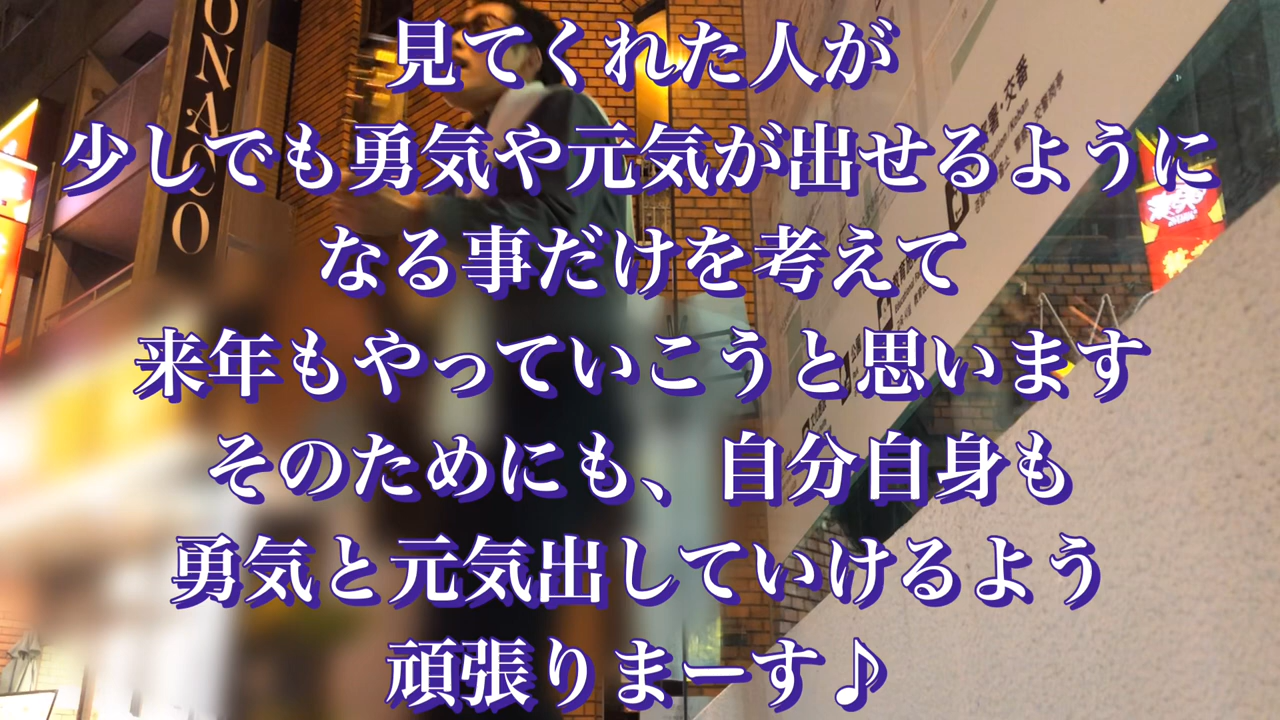 見てくれた人が
少しでも勇気や元気が出せるように
なる事だけを考えて
来年もやっていこうと思います
そのためにも、自分自身も
勇気と元気出していけるよう
頑張りまーす♪
ONACO
交番